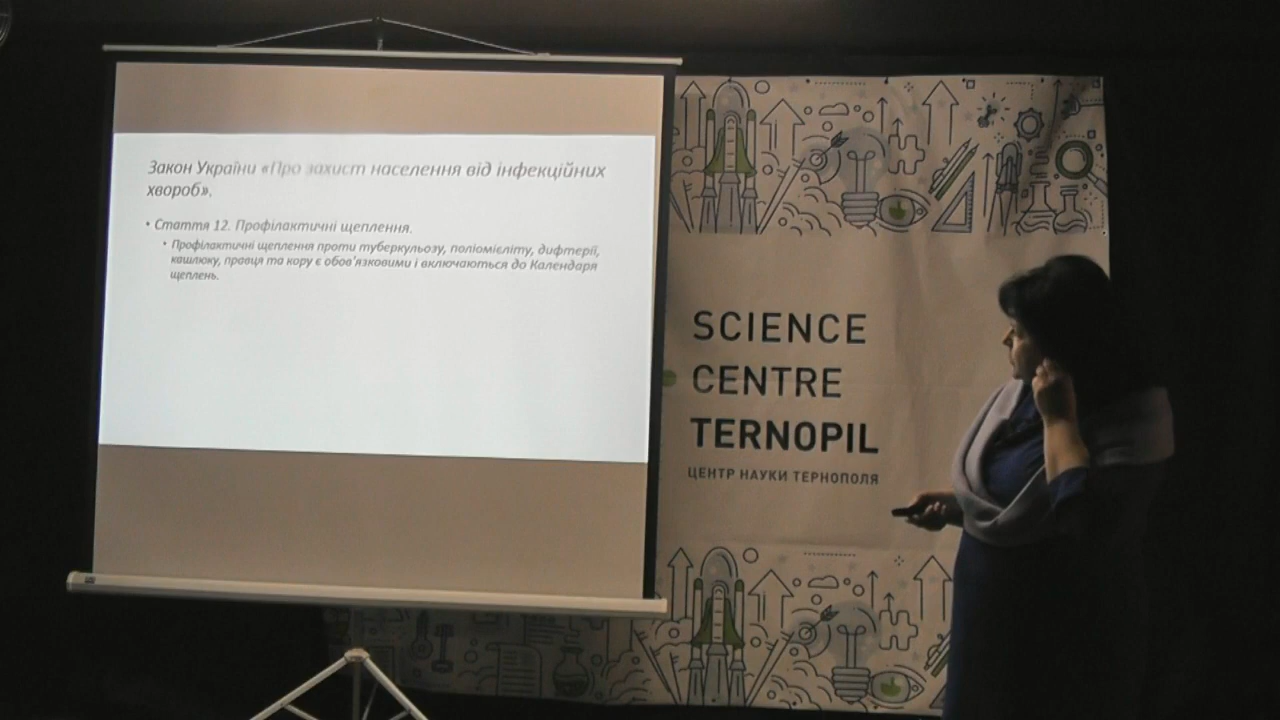 Закон України «Про захист населення від інфекційних
хвороб».
• Стаття 12. Профілактичні щеплення.
• Профілактичні щеплення проти туберкульозу, поліомієліту, дифтерії,
кашлюку, правця та кору є обов'язковими і включаються до Календаря
щеплень.
SCIENCE
CENTRE
TERNOPIL
ЦЕНТР НАУКИ ТЕРНОПОЛЯ